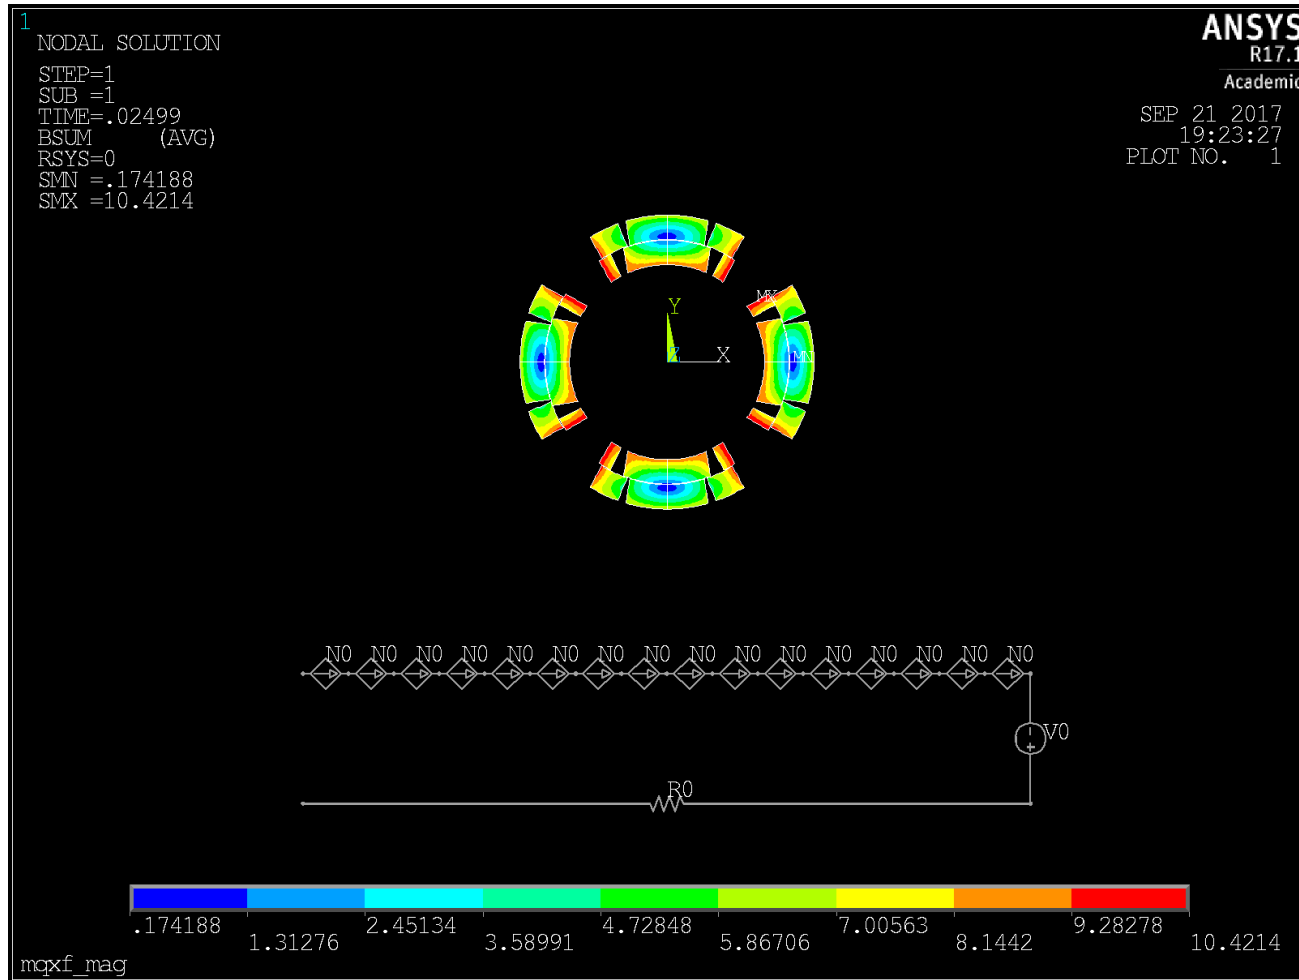 1
NODAL SOLUTION
STEP=1
SUB =1
TIME=.02499
BSUM (AVG)
RSYS=0
SMN =.174188
SMX =10.4214
ANSYS
R17.1
Academic
SEP 21 2017
19:23:27
PLOT NO. 1
MX
Y
Z X
MN
N0 N0 N0 N0 N0 N0 N0 N0 N0 N0 N0 N0 N0 N0 N0 N0
V0
R0
.174188 2.45134 4.72848 7.00563 9.28278
1.31276 3.58991 5.86706 8.1442 10.4214
mqxf_mag